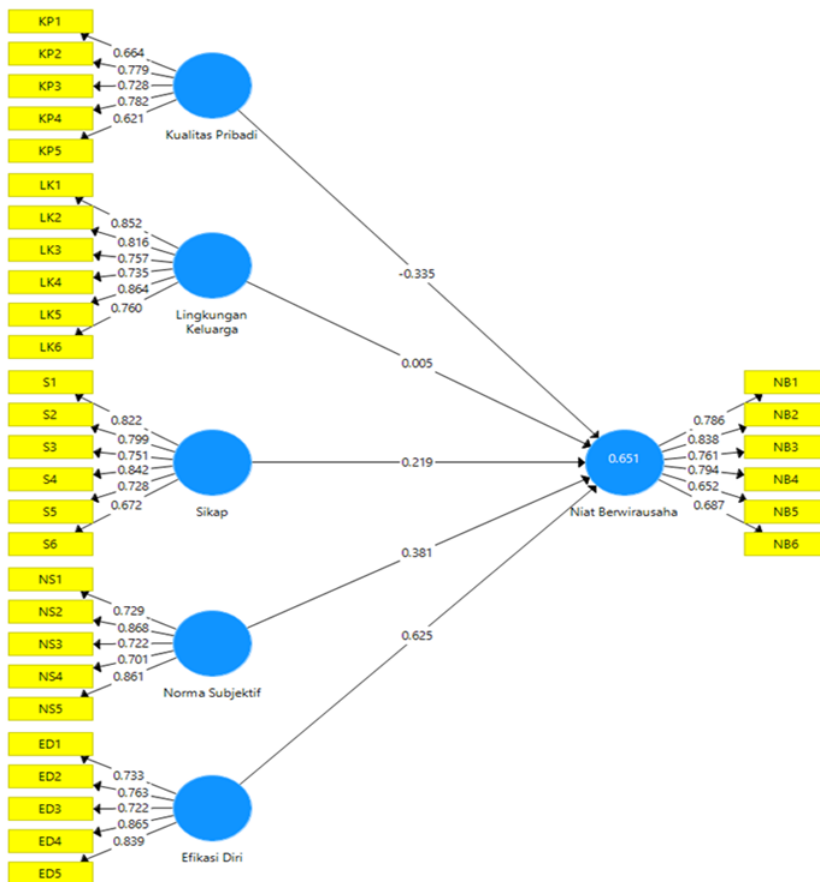 KP1
0.664
KP2
0.779
KP3
0.728
KP4
0.782
KP5
0.621
Kualitas Pribadi
LK1
0.852
LK2
0.816
LK3
0.757
LK4
0.735
LK5
0.864
LK6
0.760
Lingkungan
Keluarga
S1
0.822
S2
0.799
S3
0.751
S4
0.842
S5
0.728
S6
0.672
Sikap
NS1
0.729
NS2
0.868
NS3
0.722
NS4
0.701
NS5
0.861
Norma Subjektif
ED1
0.733
ED2
0.763
ED3
0.722
ED4
0.865
ED5
0.839
Efikasi Diri
-0.335
0.005
0.219
0.381
0.625
0.651
Niat Berwirausaha
NB1
0.786
NB2
0.838
NB3
0.761
NB4
0.794
NB5
0.652
NB6
0.687